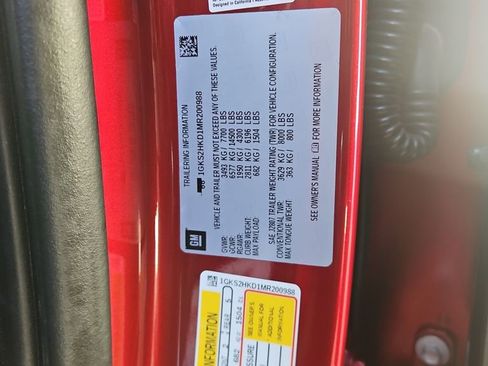 Designed in California
TRAILERING INFORMATION
1GKS2HKD1MR200988
VEHICLE AND TRAILER MUST NOT EXCEED ANY OF THESE VALUES.
GVWR: 3493 KG / 7700 LBS
GCWR: 6577 KG / 14500 LBS
RGAWR: 1950 KG / 4300 LBS
CURB WEIGHT: 2811 KG / 6196 LBS
MAX PAYLOAD: 682 KG / 1504 LBS
SAE J2807 TRAILER WEIGHT RATING (TWR) FOR VEHICLE CONFIGURATION.
CONVENTIONAL TWR: 3629 KG / 8000 LBS
MAX TONGUE WEIGHT: 363 KG / 800 LBS
SEE OWNER'S MANUAL FOR MORE INFORMATION
GM
1GKS2HKD1MR200988
INFORMATION
REAR 5
682 1504
SEE OWNER'S
MANUAL FOR
ADDITIONAL
INFORMATION